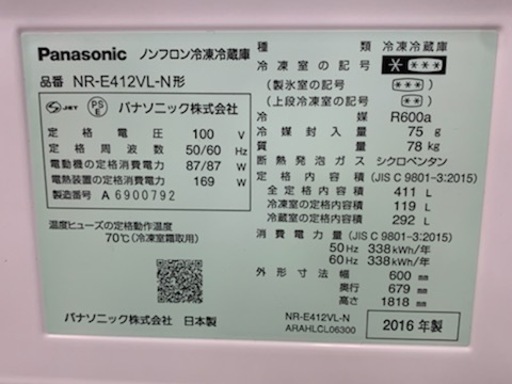 Panasonic ノンフロン冷凍冷蔵庫
品番 NR-E412VL-N形
JET PSE パナソニック株式会社
定格電圧 100 V
定格周波数 50/60 Hz
電動機の定格消費電力 87/87 W
電熱装置の定格消費電力 169 W
製造番号 A 6900792
温度ヒューズの定格動作温度
70℃(冷凍室霜取用)
パナソニック株式会社 日本製
種類 冷凍冷蔵庫
冷凍室の記号 ****
(製氷室の記号 ***)
(上段冷凍室の記号 ***)
冷媒 R600a
冷媒封入量 75 g
質量 78 kg
断熱発泡ガス シクロペンタン
定格内容積 (JIS C 9801-3:2015)
全定格内容積 411 L
冷凍室の定格内容積 119 L
冷蔵室の定格内容積 292 L
消費電力量 (JIS C 9801-3:2015)
50Hz 338kWh/年
60Hz 338kWh/年
外形寸法 幅 600 mm
奥行 679 mm
高さ 1818 mm
NR-E412VL-N
ARAHLCL06300
2016年製